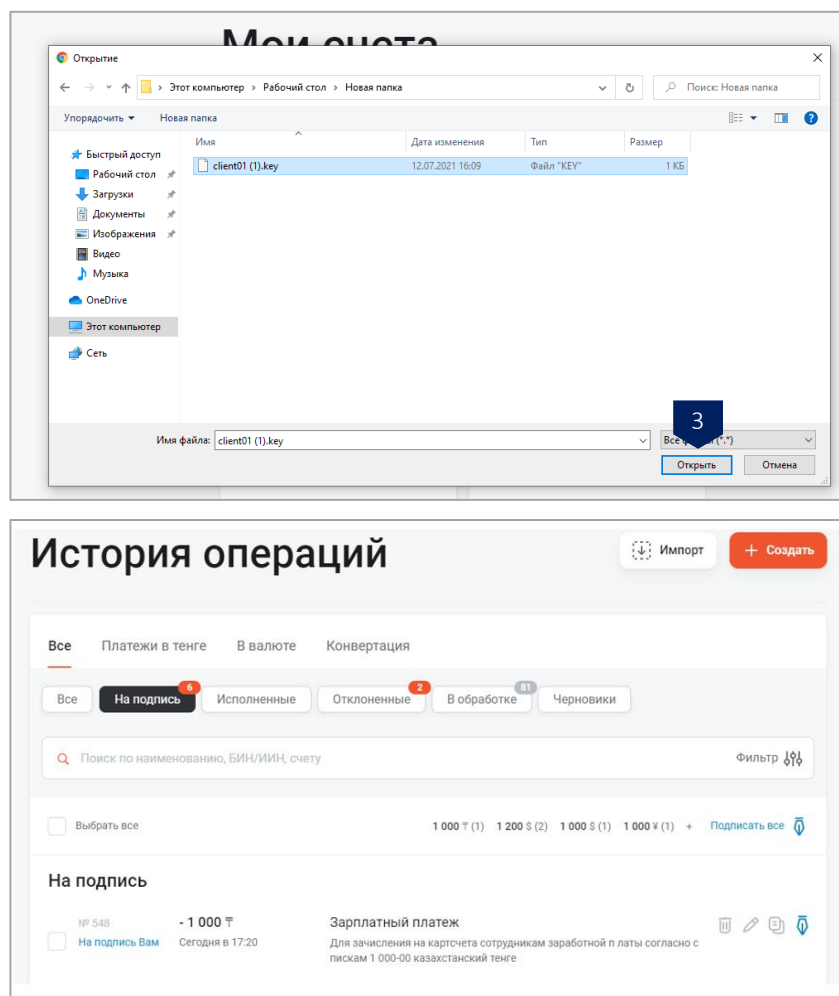 Мои счета
Открытие
Этот компьютер > Рабочий стол > Новая папка
Поиск: Новая папка
Упорядочить Новая папка
Имя Дата изменения Тип Размер
client01 (1).key 12.07.2021 16:09 Файл "KEY" 1 КБ
Быстрый доступ
Рабочий стол
Загрузки
Документы
Изображения
Видео
Музыка
OneDrive
Этот компьютер
Сеть
3
Имя файла: client01 (1).key
Все (*.*)
Открыть Отмена
История операций
Импорт
+ Создать
Все Платежи в тенге В валюте Конвертация
Все На подпись 6 Исполненные Отклоненные 2 В обработке 81 Черновики
Поиск по наименованию, БИН/ИИН, счету Фильтр
Выбрать все 1 000 ₸ (1) 1 200 $ (2) 1 000 $ (1) 1 000 ¥ (1) + Подписать все
На подпись
№ 548 - 1 000 ₸ Зарплатный платеж
На подпись Вам Сегодня в 17:20 Для зачисления на картсчета сотрудникам заработной п латы согласно с
пискам 1 000-00 казахстанский тенге